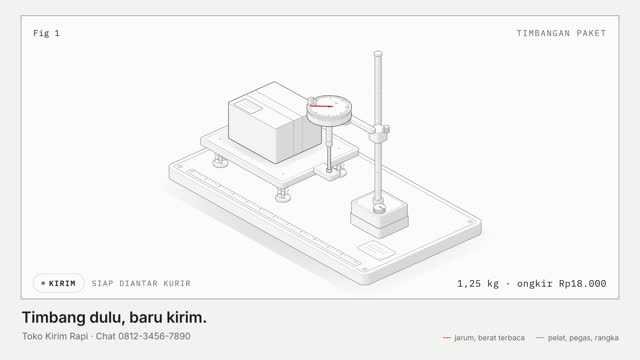 Fig 1
TIMBANGAN PAKET
KIRIM
SIAP DIANTAR KURIR
1,25 kg · ongkir Rp18.000
Timbang dulu, baru kirim.
Toko Kirim Rapi · Chat 0812-3456-7890
jarum, berat terbaca
pelat, pegas, rangka